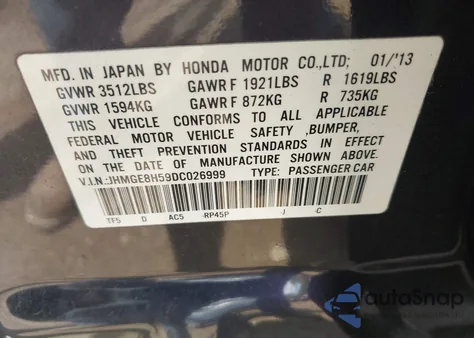 MFD. IN JAPAN BY HONDA MOTOR CO.,LTD; 01/'13
GVWR 3512LBS GAWR F 1921LBS R 1619LBS
GVWR 1594KG GAWR F 872KG R 735KG
THIS VEHICLE CONFORMS TO ALL APPLICABLE
FEDERAL MOTOR VEHICLE SAFETY ,BUMPER,
AND THEFT PREVENTION STANDARDS IN EFFECT
ON THE DATE OF MANUFACTURE SHOWN ABOVE.
V.I.N.:JHMGE8H59DC026999 TYPE: PASSENGER CAR
TF5 D AC5 -RP45P -J -C
autoSnap